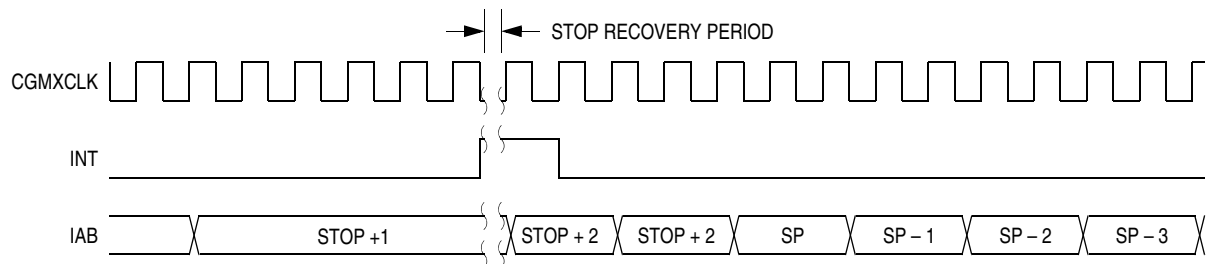 STOP RECOVERY PERIOD
CGMXCLK
INT
IAB
STOP +1
STOP + 2
STOP + 2
SP
SP – 1
SP – 2
SP – 3